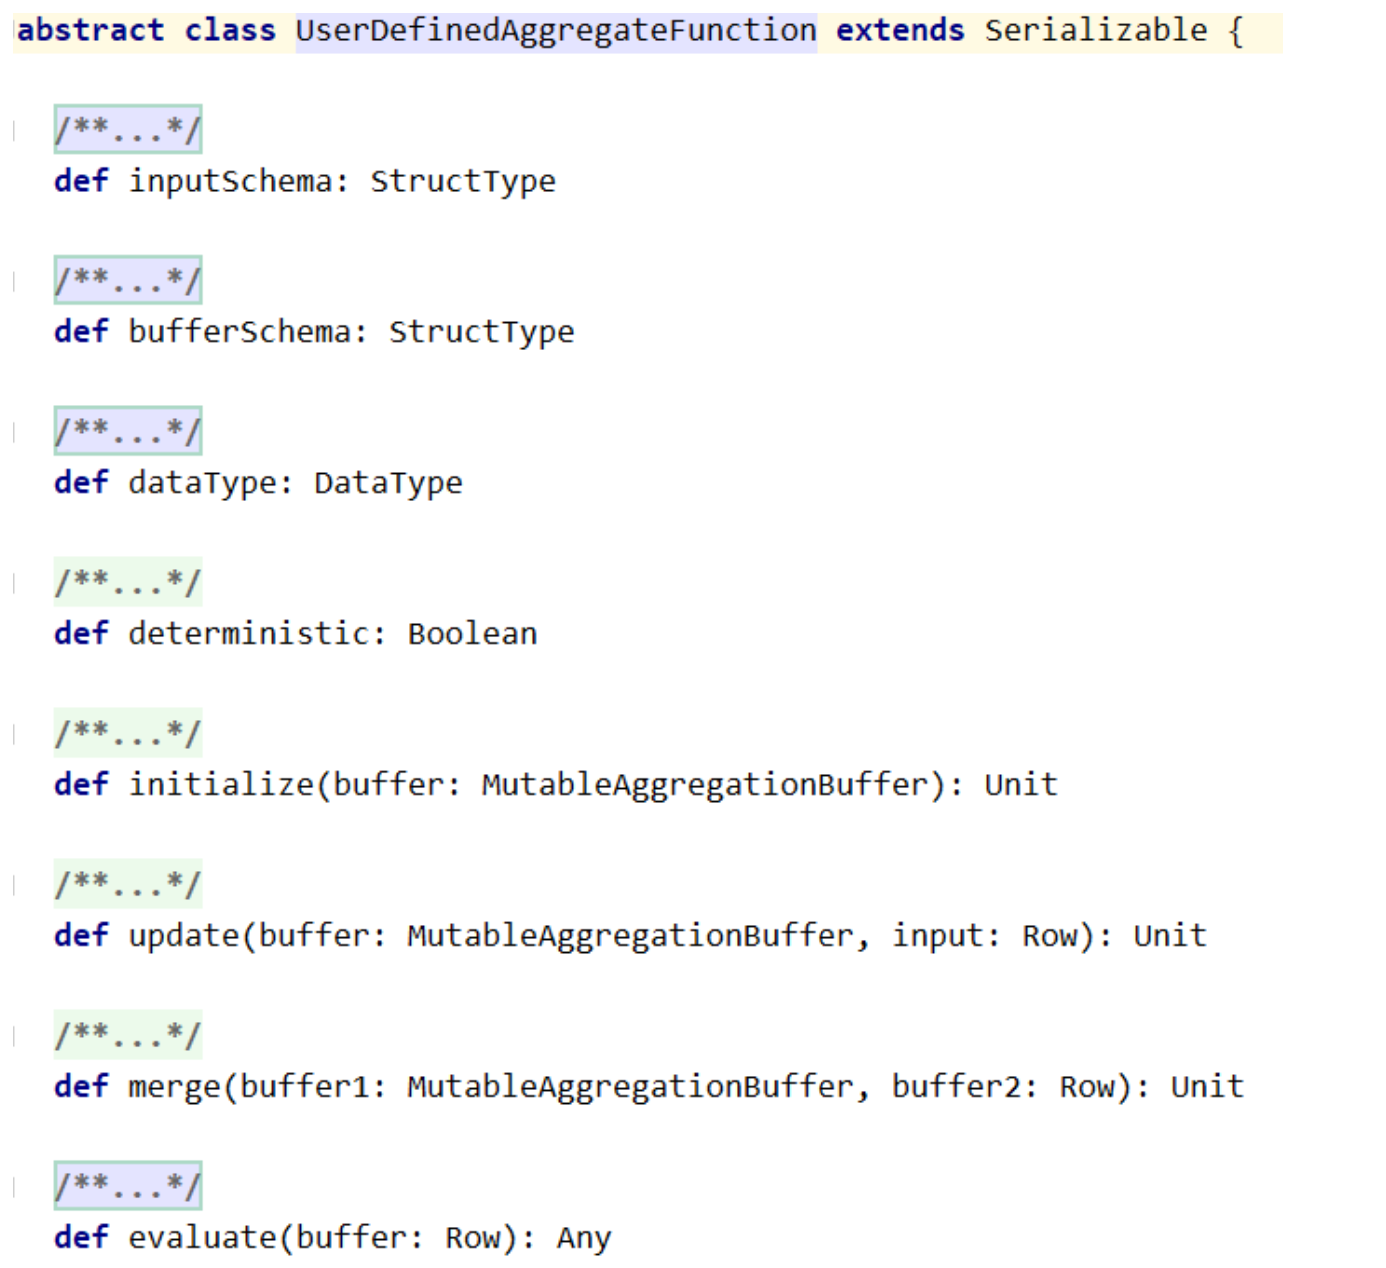 abstract class UserDefinedAggregateFunction extends Serializable {
/**...*/
def inputSchema: StructType
/**...*/
def bufferSchema: StructType
/**...*/
def dataType: DataType
/**...*/
def deterministic: Boolean
/**...*/
def initialize(buffer: MutableAggregationBuffer): Unit
/**...*/
def update(buffer: MutableAggregationBuffer, input: Row): Unit
/**...*/
def merge(buffer1: MutableAggregationBuffer, buffer2: Row): Unit
/**...*/
def evaluate(buffer: Row): Any